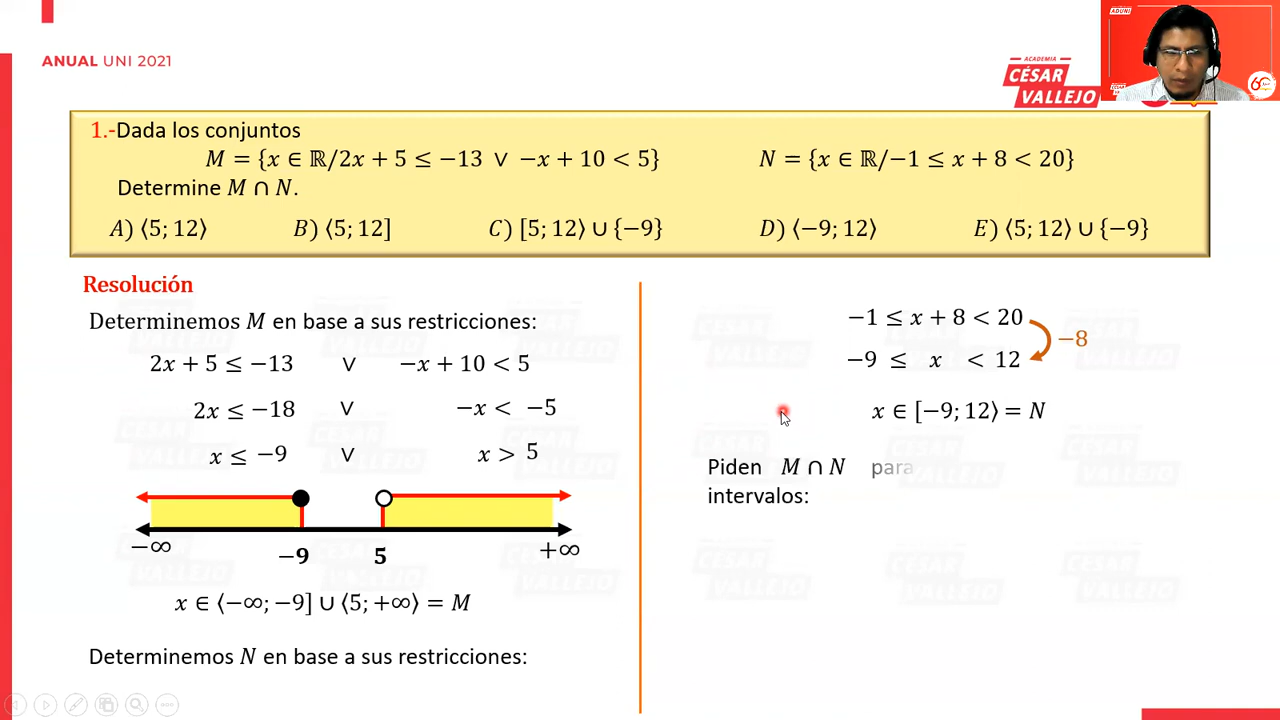 ANUAL UNI 2021
ACADEMIA
CÉSAR
VALLEJO
ADUNI
60
1.-Dada los conjuntos
M = {x ∈ ℝ/2x + 5 ≤ −13 ∨ −x + 10 < 5} N = {x ∈ ℝ/−1 ≤ x + 8 < 20}
Determine M ∩ N.
A) ⟨5; 12⟩ B) ⟨5; 12] C) [5; 12⟩ ∪ {−9} D) ⟨−9; 12⟩ E) ⟨5; 12⟩ ∪ {−9}
Resolución
Determinemos M en base a sus restricciones:
2x + 5 ≤ −13 ∨ −x + 10 < 5
2x ≤ −18 ∨ −x < −5
x ≤ −9 ∨ x > 5
−∞ −9 5 +∞
x ∈ ⟨−∞; −9] ∪ ⟨5; +∞⟩ = M
Determinemos N en base a sus restricciones:
−1 ≤ x + 8 < 20
−8
−9 ≤ x < 12
x ∈ [−9; 12⟩ = N
Piden M ∩ N para
intervalos: